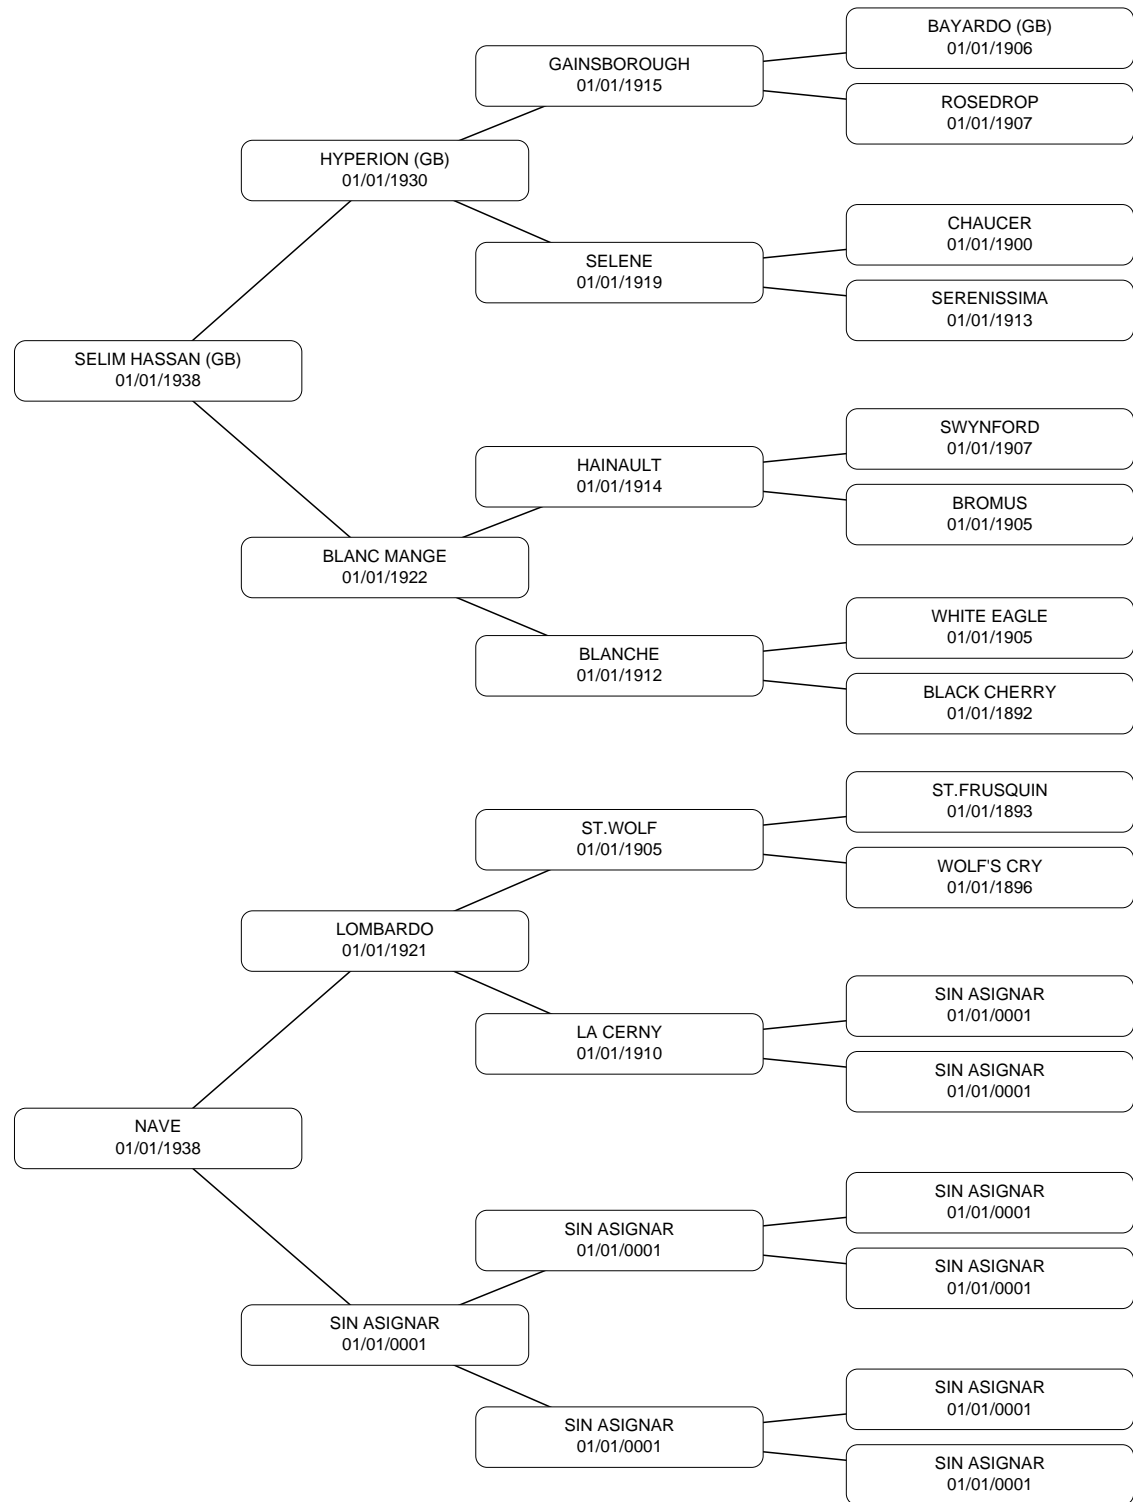 BAYARDO (GB)
01/01/1906
GAINSBOROUGH
01/01/1915
ROSEDROP
01/01/1907
HYPERION (GB)
01/01/1930
CHAUCER
01/01/1900
SELENE
01/01/1919
SERENISSIMA
01/01/1913
SELIM HASSAN (GB)
01/01/1938
SWYNFORD
01/01/1907
HAINAULT
01/01/1914
BROMUS
01/01/1905
BLANC MANGE
01/01/1922
WHITE EAGLE
01/01/1905
BLANCHE
01/01/1912
BLACK CHERRY
01/01/1892
ST.FRUSQUIN
01/01/1893
ST.WOLF
01/01/1905
WOLF'S CRY
01/01/1896
LOMBARDO
01/01/1921
SIN ASIGNAR
01/01/0001
LA CERNY
01/01/1910
SIN ASIGNAR
01/01/0001
NAVE
01/01/1938
SIN ASIGNAR
01/01/0001
SIN ASIGNAR
01/01/0001
SIN ASIGNAR
01/01/0001
SIN ASIGNAR
01/01/0001
SIN ASIGNAR
01/01/0001
SIN ASIGNAR
01/01/0001
SIN ASIGNAR
01/01/0001